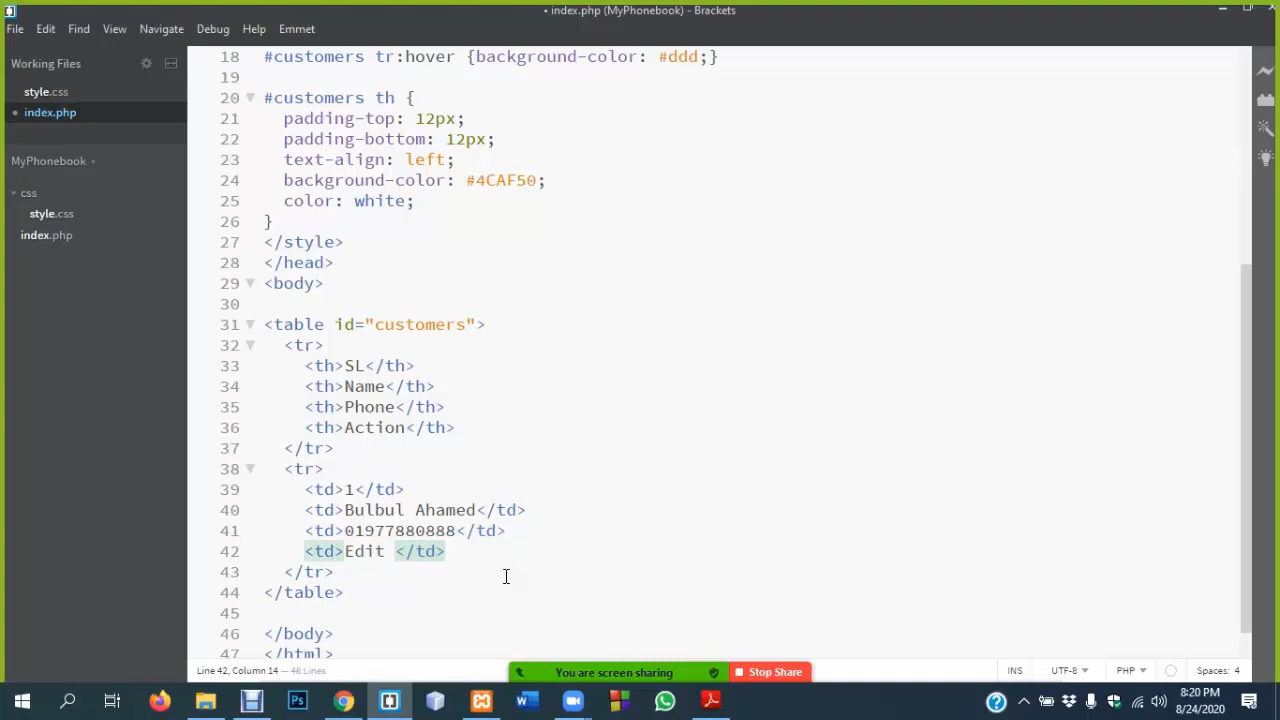 • index.php (MyPhonebook) - Brackets
File Edit Find View Navigate Debug Help Emmet
Working Files
style.css
• index.php
MyPhonebook
css
style.css
index.php
18 #customers tr:hover {background-color: #ddd;}
19
20 #customers th {
21 padding-top: 12px;
22 padding-bottom: 12px;
23 text-align: left;
24 background-color: #4CAF50;
25 color: white;
26 }
27 </style>
28 </head>
29 <body>
30
31 <table id="customers">
32 <tr>
33 <th>SL</th>
34 <th>Name</th>
35 <th>Phone</th>
36 <th>Action</th>
37 </tr>
38 <tr>
39 <td>1</td>
40 <td>Bulbul Ahamed</td>
41 <td>01977880888</td>
42 <td>Edit </td>
43 </tr>
44 </table>
45
46 </body>
47 </html>
Line 42, Column 14 — 48 Lines
You are screen sharing Stop Share
INS UTF-8 PHP Spaces: 4
8:20 PM
8/24/2020